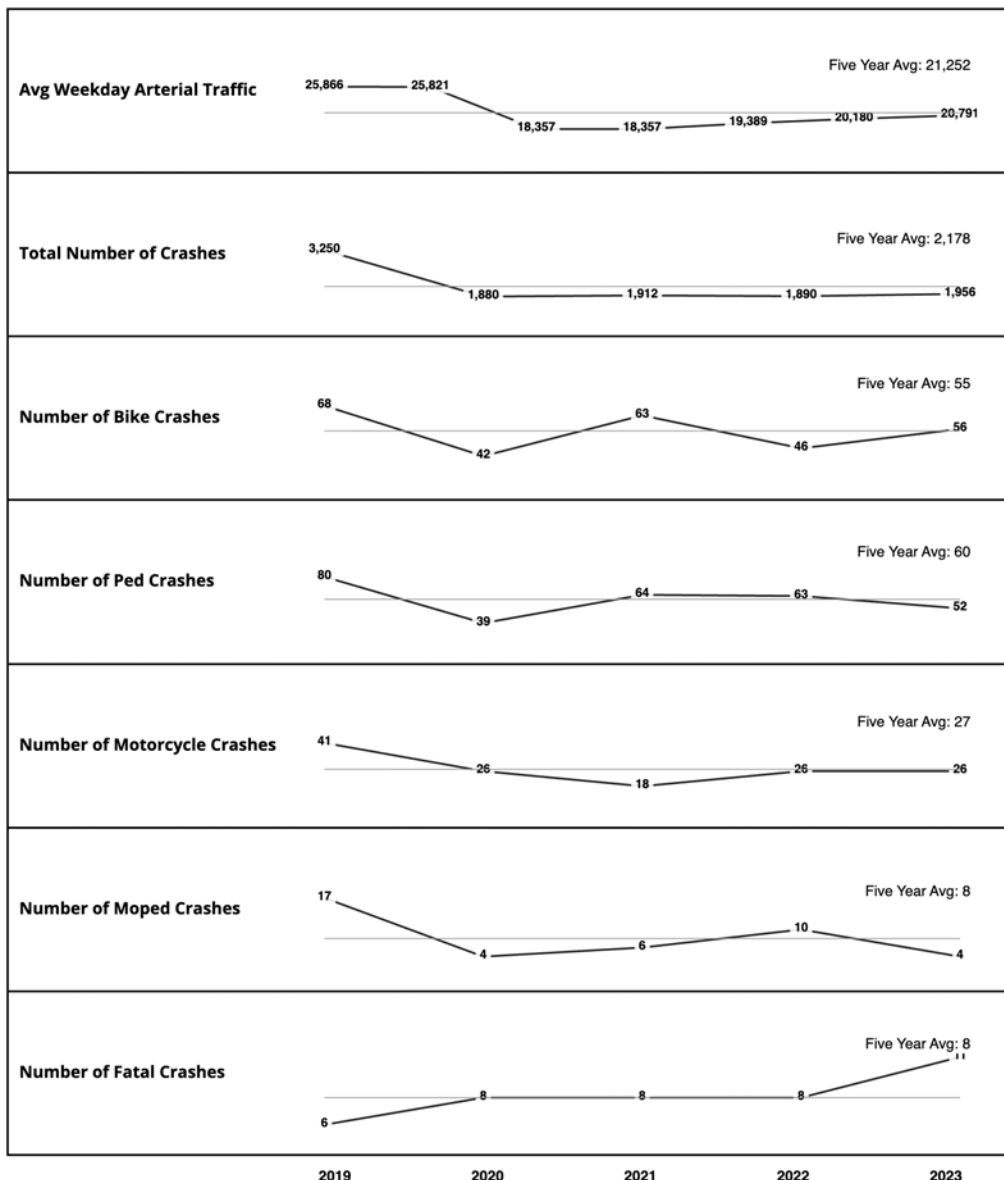 Five Year Avg: 21,252
Avg Weekday Arterial Traffic
25,866 25,821 18,357 18,357 19,389 20,180 20,791
Five Year Avg: 2,178
Total Number of Crashes
3,250 1,880 1,912 1,890 1,956
Five Year Avg: 55
Number of Bike Crashes
68 42 63 46 56
Five Year Avg: 60
Number of Ped Crashes
80 39 64 63 52
Five Year Avg: 27
Number of Motorcycle Crashes
41 26 18 26 26
Five Year Avg: 8
Number of Moped Crashes
17 4 6 10 4
Five Year Avg: 8
Number of Fatal Crashes
6 8 8 8
2019 2020 2021 2022 2023